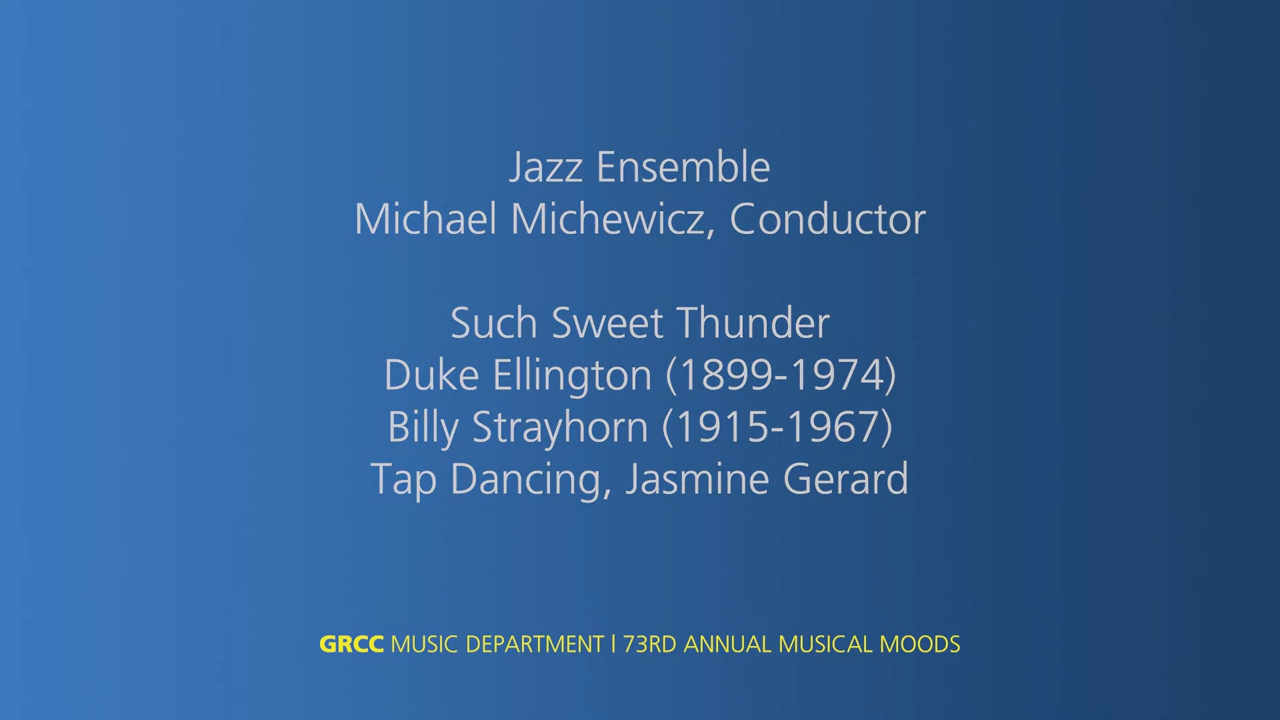 Jazz Ensemble
Michael Michewicz, Conductor
Such Sweet Thunder
Duke Ellington (1899-1974)
Billy Strayhorn (1915-1967)
Tap Dancing, Jasmine Gerard
GRCC MUSIC DEPARTMENT | 73RD ANNUAL MUSICAL MOODS